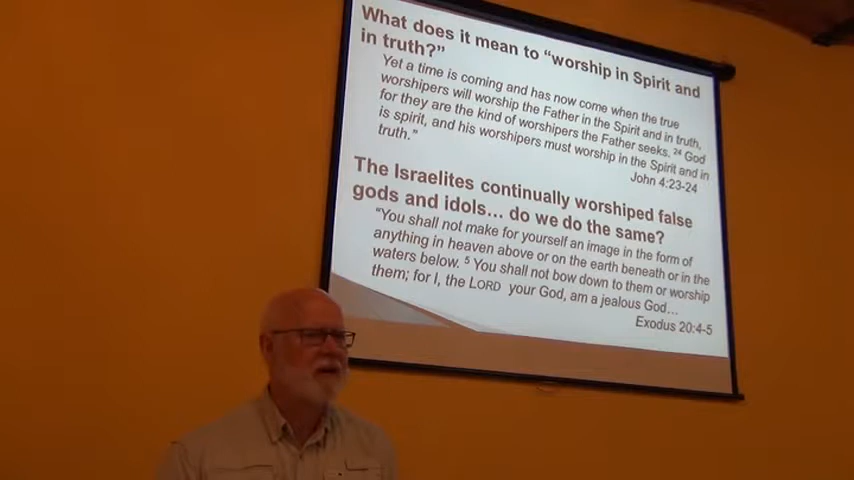 What does it mean to “worship in Spirit and
in truth?”
Yet a time is coming and has now come when the true
worshipers will worship the Father in the Spirit and in truth,
for they are the kind of worshipers the Father seeks. 24 God
is spirit, and his worshipers must worship in the Spirit and in
truth.”
John 4:23-24
The Israelites continually worshiped false
gods and idols… do we do the same?
“You shall not make for yourself an image in the form of
anything in heaven above or on the earth beneath or in the
waters below. 5 You shall not bow down to them or worship
them; for I, the LORD your God, am a jealous God…
Exodus 20:4-5